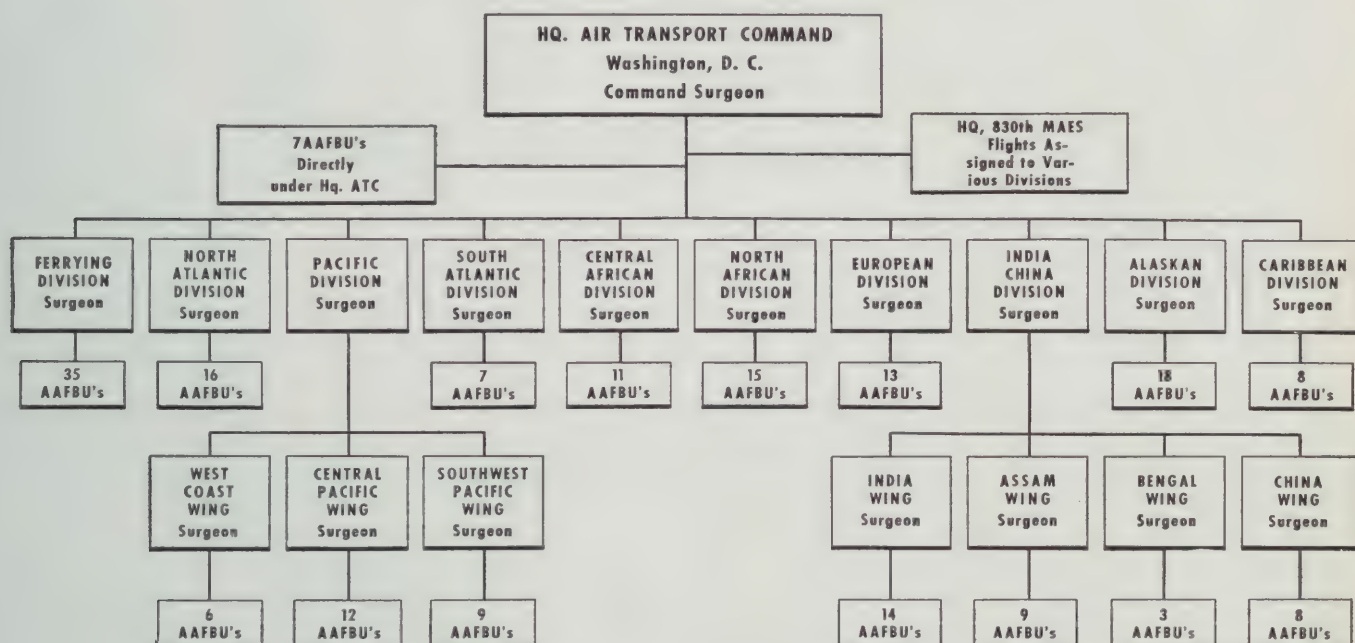 HQ. AIR TRANSPORT COMMAND
Washington, D. C.
Command Surgeon
7AAFBU's
Directly
under Hq. ATC
HQ, 830th MAES
Flights As-
signed to Var-
ious Divisions
FERRYING
DIVISION
Surgeon
NORTH
ATLANTIC
DIVISION
Surgeon
PACIFIC
DIVISION
Surgeon
SOUTH
ATLANTIC
DIVISION
Surgeon
CENTRAL
AFRICAN
DIVISION
Surgeon
NORTH
AFRICAN
DIVISION
Surgeon
EUROPEAN
DIVISION
Surgeon
INDIA
CHINA
DIVISION
Surgeon
ALASKAN
DIVISION
Surgeon
CARIBBEAN
DIVISION
Surgeon
35
AAFBU's
16
AAFBU's
7
AAFBU's
11
AAFBU's
15
AAFBU's
13
AAFBU's
18
AAFBU's
8
AAFBU's
WEST
COAST
WING
Surgeon
CENTRAL
PACIFIC
WING
Surgeon
SOUTHWEST
PACIFIC
WING
Surgeon
INDIA
WING
Surgeon
ASSAM
WING
Surgeon
BENGAL
WING
Surgeon
CHINA
WING
Surgeon
6
AAFBU's
12
AAFBU's
9
AAFBU's
14
AAFBU's
9
AAFBU's
3
AAFBU's
8
AAFBU's